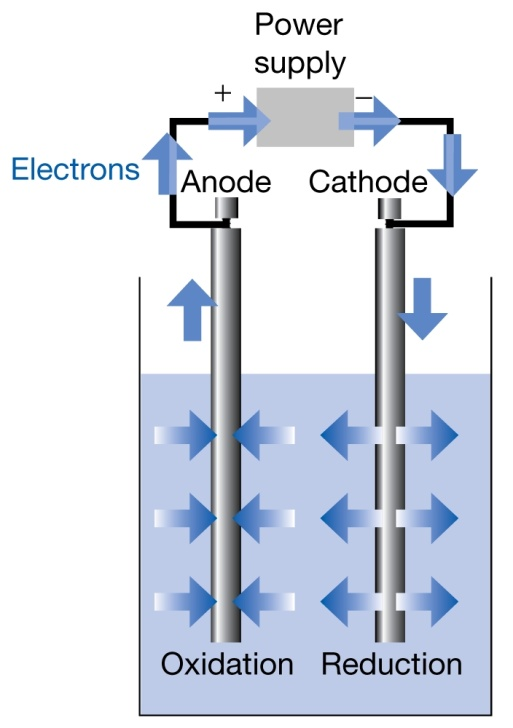 Power
supply
+
−
Electrons
Anode
Cathode
Oxidation
Reduction